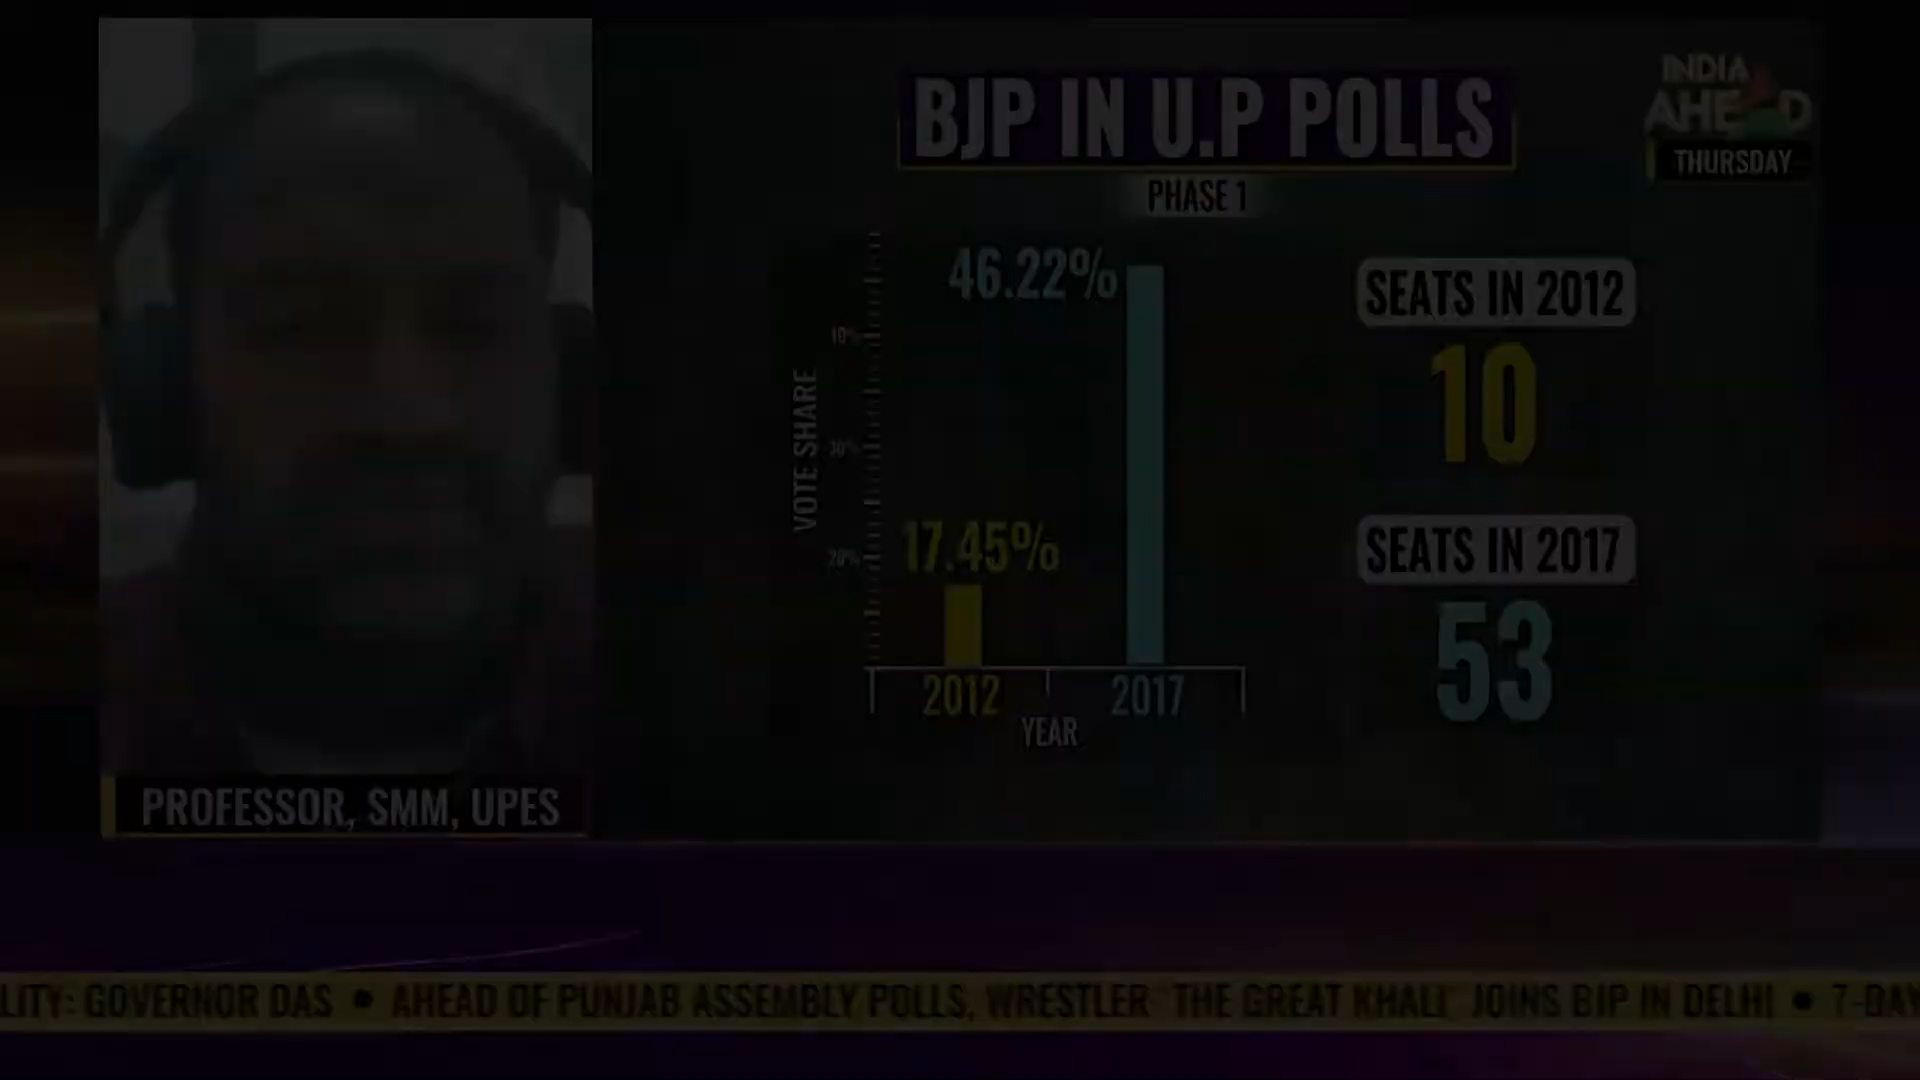 BJP IN U.P POLLS
PHASE 1
INDIA
AHEAD
THURSDAY
46.22%
17.45%
VOTE SHARE
30%
20%
2012
2017
YEAR
SEATS IN 2012
10
SEATS IN 2017
53
PROFESSOR, SMM, UPES
LITY: GOVERNOR DAS • AHEAD OF PUNJAB ASSEMBLY POLLS, WRESTLER 'THE GREAT KHALI' JOINS BJP IN DELHI • 7-DAY